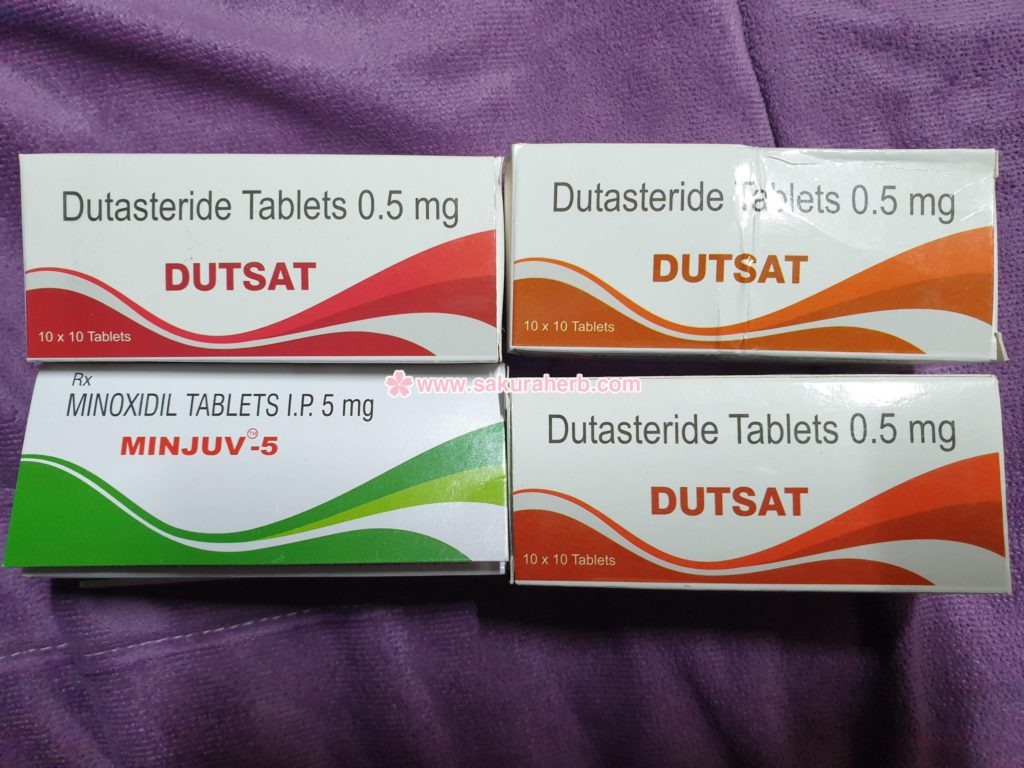 Dutasteride Tablets 0.5 mg
DUTSAT
10 x 10 Tablets
Dutasteride Tablets 0.5 mg
DUTSAT
10 x 10 Tablets
www.sakuraherb.com
Rx
MINOXIDIL TABLETS I.P. 5 mg
MINJUV™-5
Dutasteride Tablets 0.5 mg
DUTSAT
10 x 10 Tablets